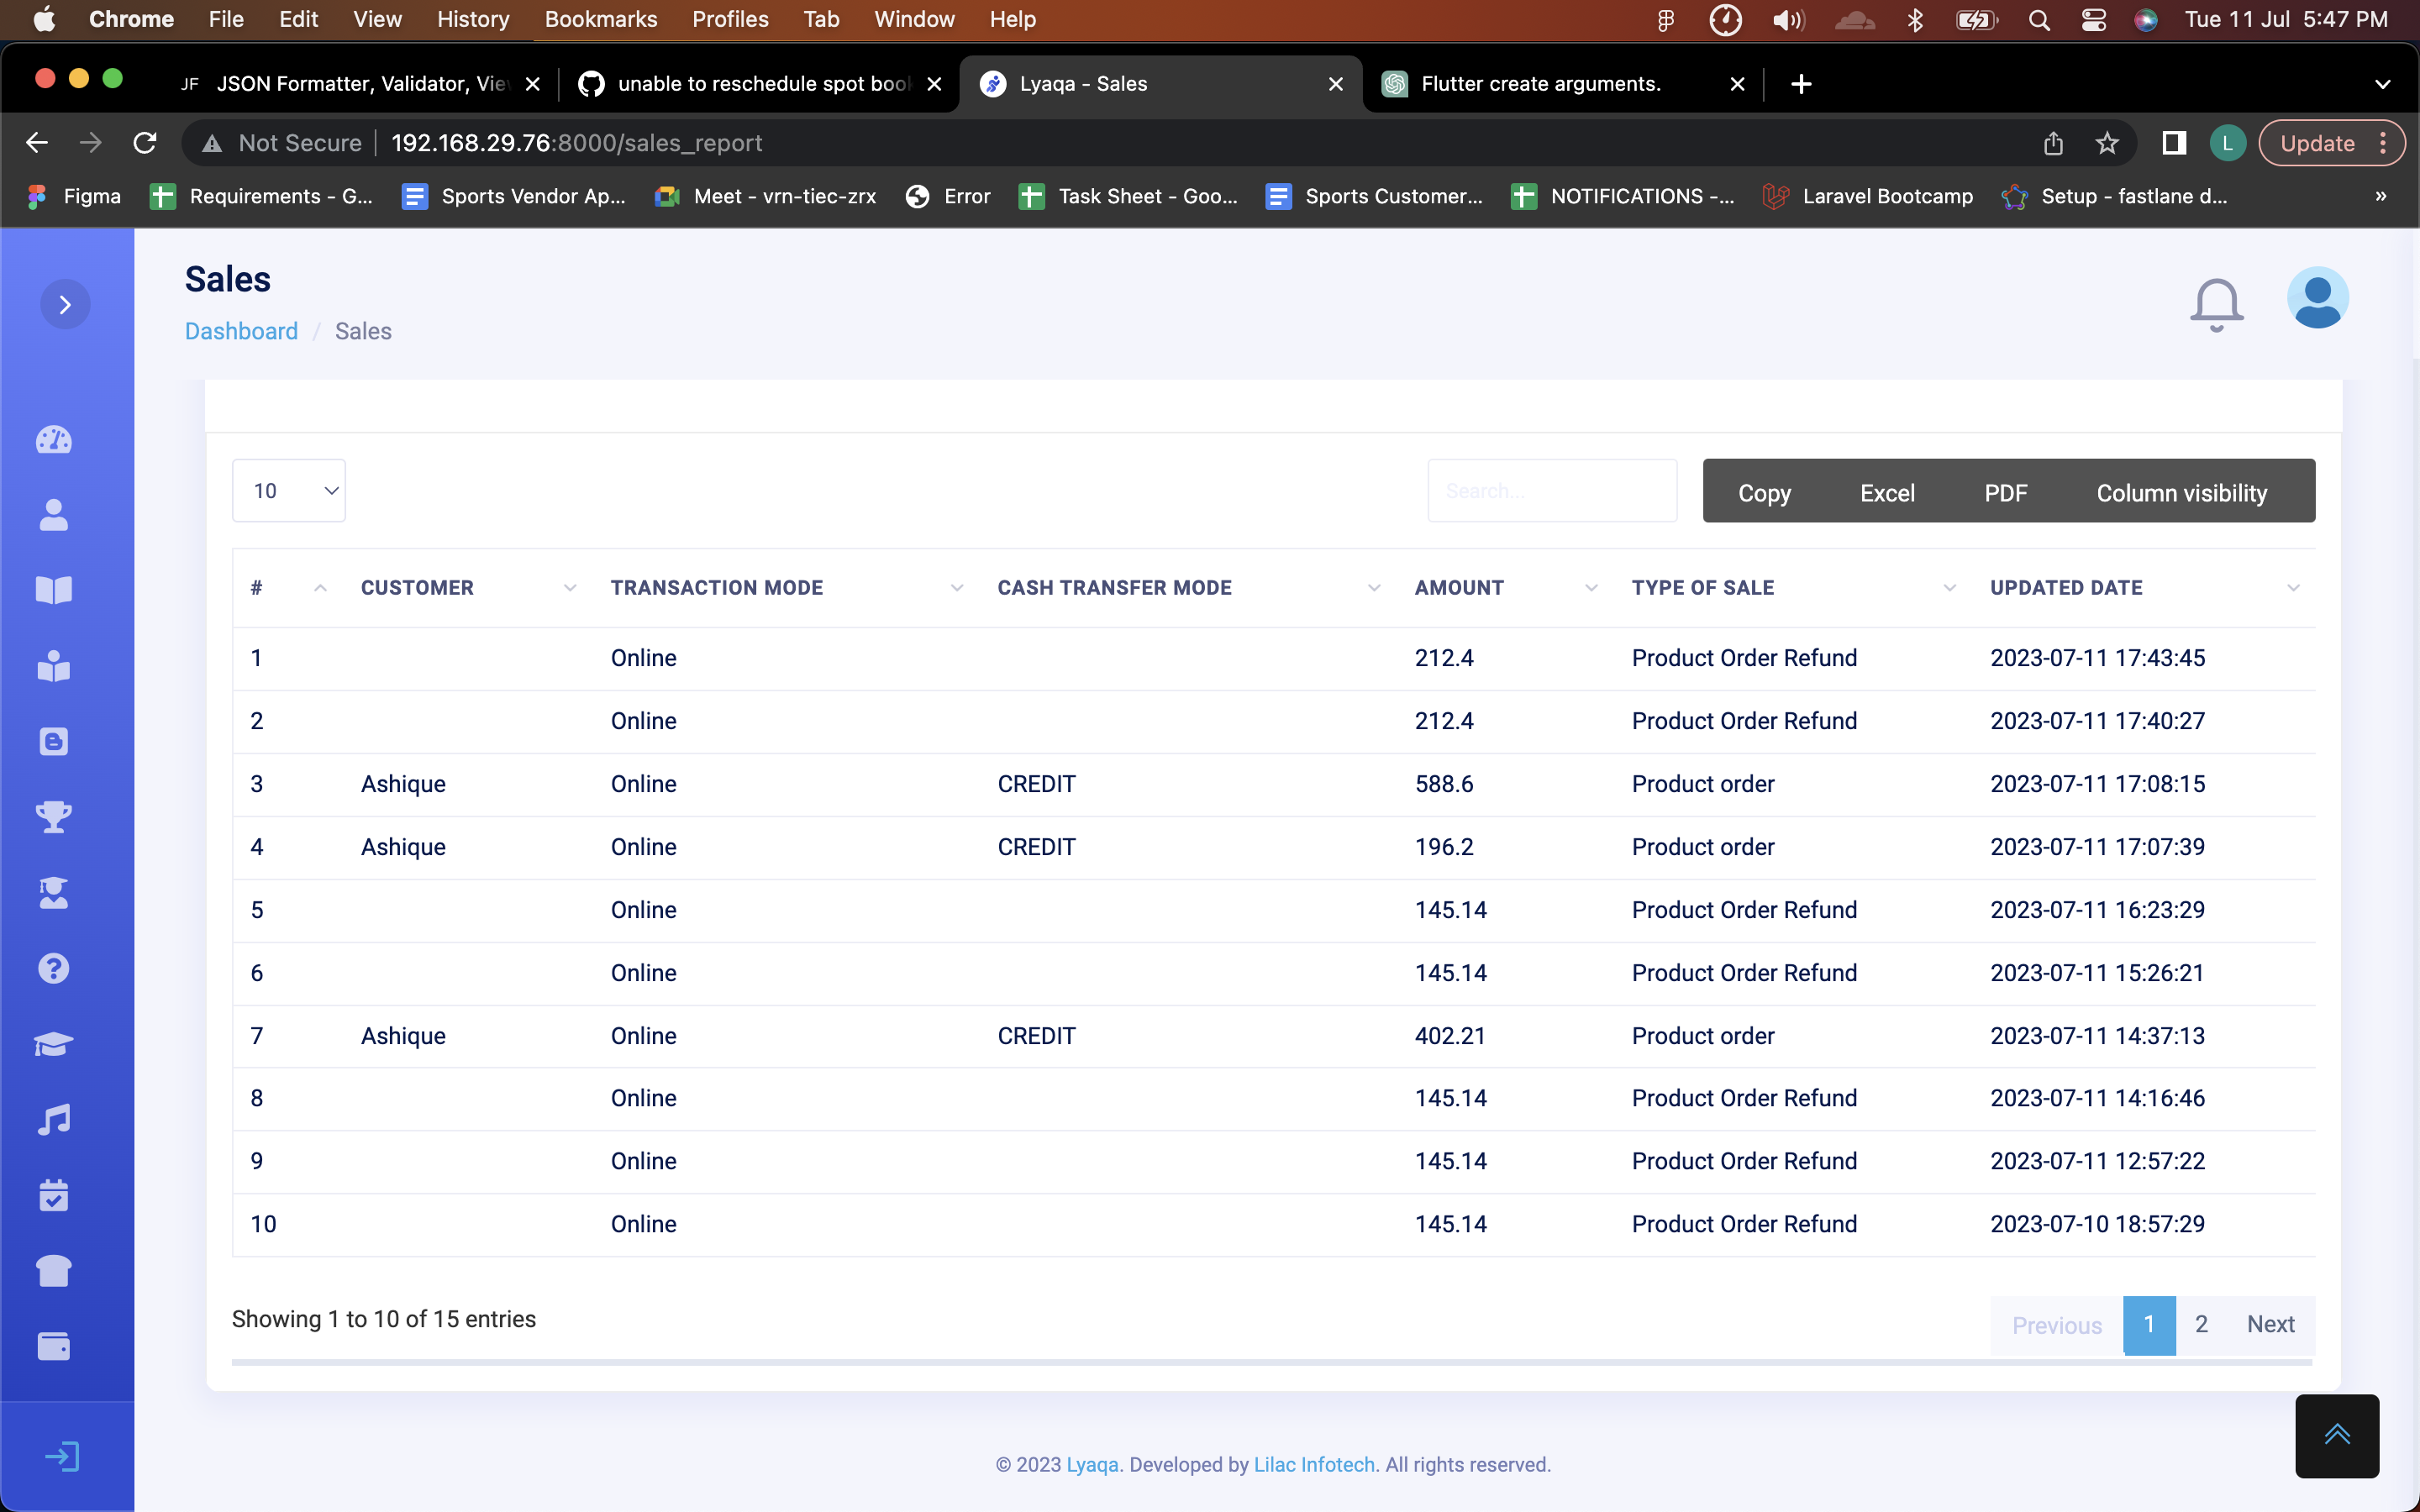 Chrome File Edit View History Bookmarks Profiles Tab Window Help Tue 11 Jul 5:47 PM
JF JSON Formatter, Validator, Vie unable to reschedule spot boo Lyaqa - Sales Flutter create arguments.
Not Secure 192.168.29.76:8000/sales_report L Update
Figma Requirements - G... Sports Vendor Ap... Meet - vrn-tiec-zrx Error Task Sheet - Goo... Sports Customer... NOTIFICATIONS -... Laravel Bootcamp Setup - fastlane d... »
Sales
Dashboard / Sales
10 Search... Copy Excel PDF Column visibility
# CUSTOMER TRANSACTION MODE CASH TRANSFER MODE AMOUNT TYPE OF SALE UPDATED DATE
1 Online 212.4 Product Order Refund 2023-07-11 17:43:45
2 Online 212.4 Product Order Refund 2023-07-11 17:40:27
3 Ashique Online CREDIT 588.6 Product order 2023-07-11 17:08:15
4 Ashique Online CREDIT 196.2 Product order 2023-07-11 17:07:39
5 Online 145.14 Product Order Refund 2023-07-11 16:23:29
6 Online 145.14 Product Order Refund 2023-07-11 15:26:21
7 Ashique Online CREDIT 402.21 Product order 2023-07-11 14:37:13
8 Online 145.14 Product Order Refund 2023-07-11 14:16:46
9 Online 145.14 Product Order Refund 2023-07-11 12:57:22
10 Online 145.14 Product Order Refund 2023-07-10 18:57:29
Showing 1 to 10 of 15 entries Previous 1 2 Next
© 2023 Lyaqa. Developed by Lilac Infotech. All rights reserved.